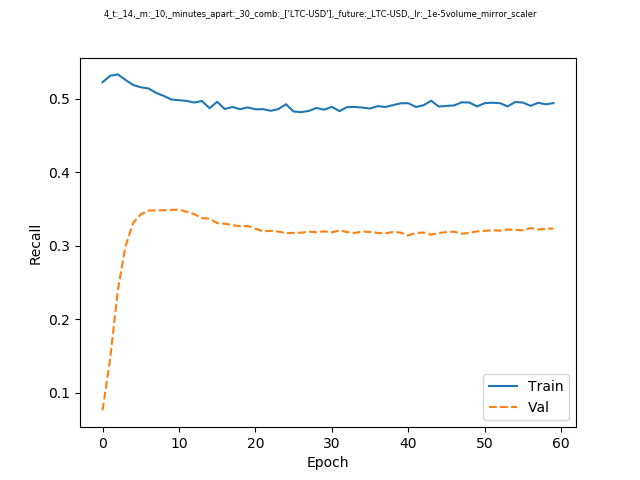 4_t:_14,_m:_10,_minutes_apart:_30_comb:_['LTC-USD'],_future:_LTC-USD,_lr:_1e-5volume_mirror_scaler
Recall
0.5
0.4
0.3
0.2
0.1
Train
Val
0 10 20 30 40 50 60
Epoch